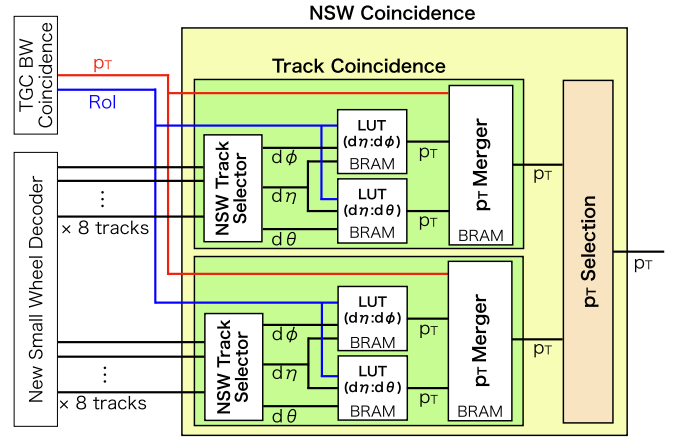 NSW Coincidence
TGC BW
Coincidence
pT
RoI
Track Coincidence
NSW Track
Selector
dϕ
dη
dθ
LUT
(dη:dϕ)
BRAM
pT
LUT
(dη:dθ)
BRAM
pT
pT Merger
BRAM
pT
New Small Wheel Decoder
⋮
× 8 tracks
NSW Track
Selector
dϕ
dη
dθ
LUT
(dη:dϕ)
BRAM
pT
LUT
(dη:dθ)
BRAM
pT
pT Merger
BRAM
pT
⋮
× 8 tracks
pT Selection
pT